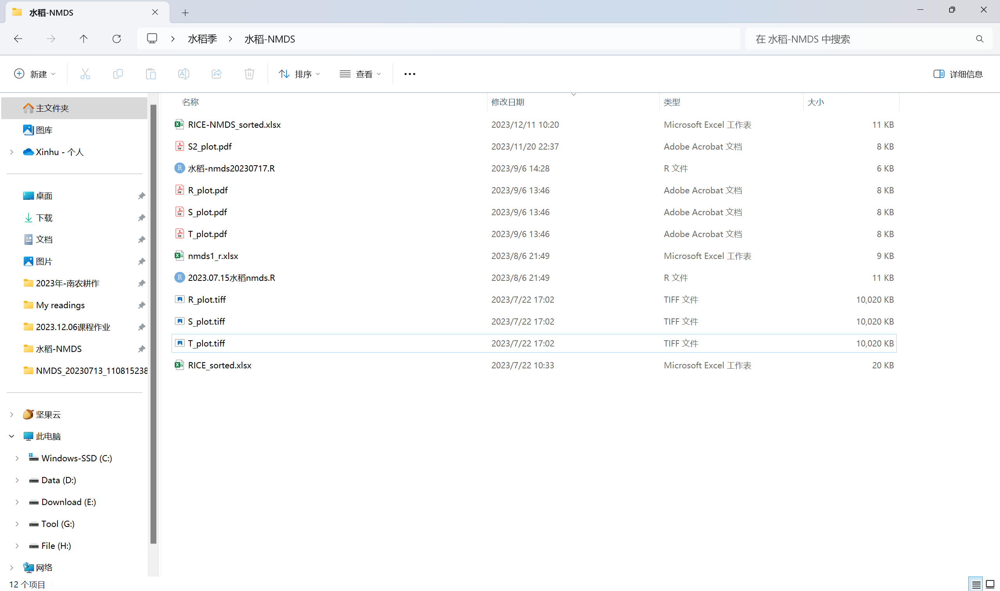 水稻-NMDS
水稻季 水稻-NMDS 在 水稻-NMDS 中搜索
新建 排序 查看 详细信息
名称 修改日期 类型 大小
主文件夹
图库
Xinhu - 个人
桌面
下载
文档
图片
2023年-南农耕作
My readings
2023.12.06课程作业
水稻-NMDS
NMDS_20230713_110815238
坚果云
此电脑
Windows-SSD (C:)
Data (D:)
Download (E:)
Tool (G:)
File (H:)
网络
RICE-NMDS_sorted.xlsx 2023/12/11 10:20 Microsoft Excel 工作表 11 KB
S2_plot.pdf 2023/11/20 22:37 Adobe Acrobat 文档 8 KB
水稻-nmds20230717.R 2023/9/6 14:28 R 文件 6 KB
R_plot.pdf 2023/9/6 13:46 Adobe Acrobat 文档 8 KB
S_plot.pdf 2023/9/6 13:46 Adobe Acrobat 文档 8 KB
T_plot.pdf 2023/9/6 13:46 Adobe Acrobat 文档 8 KB
nmds1_r.xlsx 2023/8/6 21:49 Microsoft Excel 工作表 9 KB
2023.07.15水稻nmds.R 2023/8/6 21:49 R 文件 11 KB
R_plot.tiff 2023/7/22 17:02 TIFF 文件 10,020 KB
S_plot.tiff 2023/7/22 17:02 TIFF 文件 10,020 KB
T_plot.tiff 2023/7/22 17:02 TIFF 文件 10,020 KB
RICE_sorted.xlsx 2023/7/22 10:33 Microsoft Excel 工作表 20 KB
12 个项目